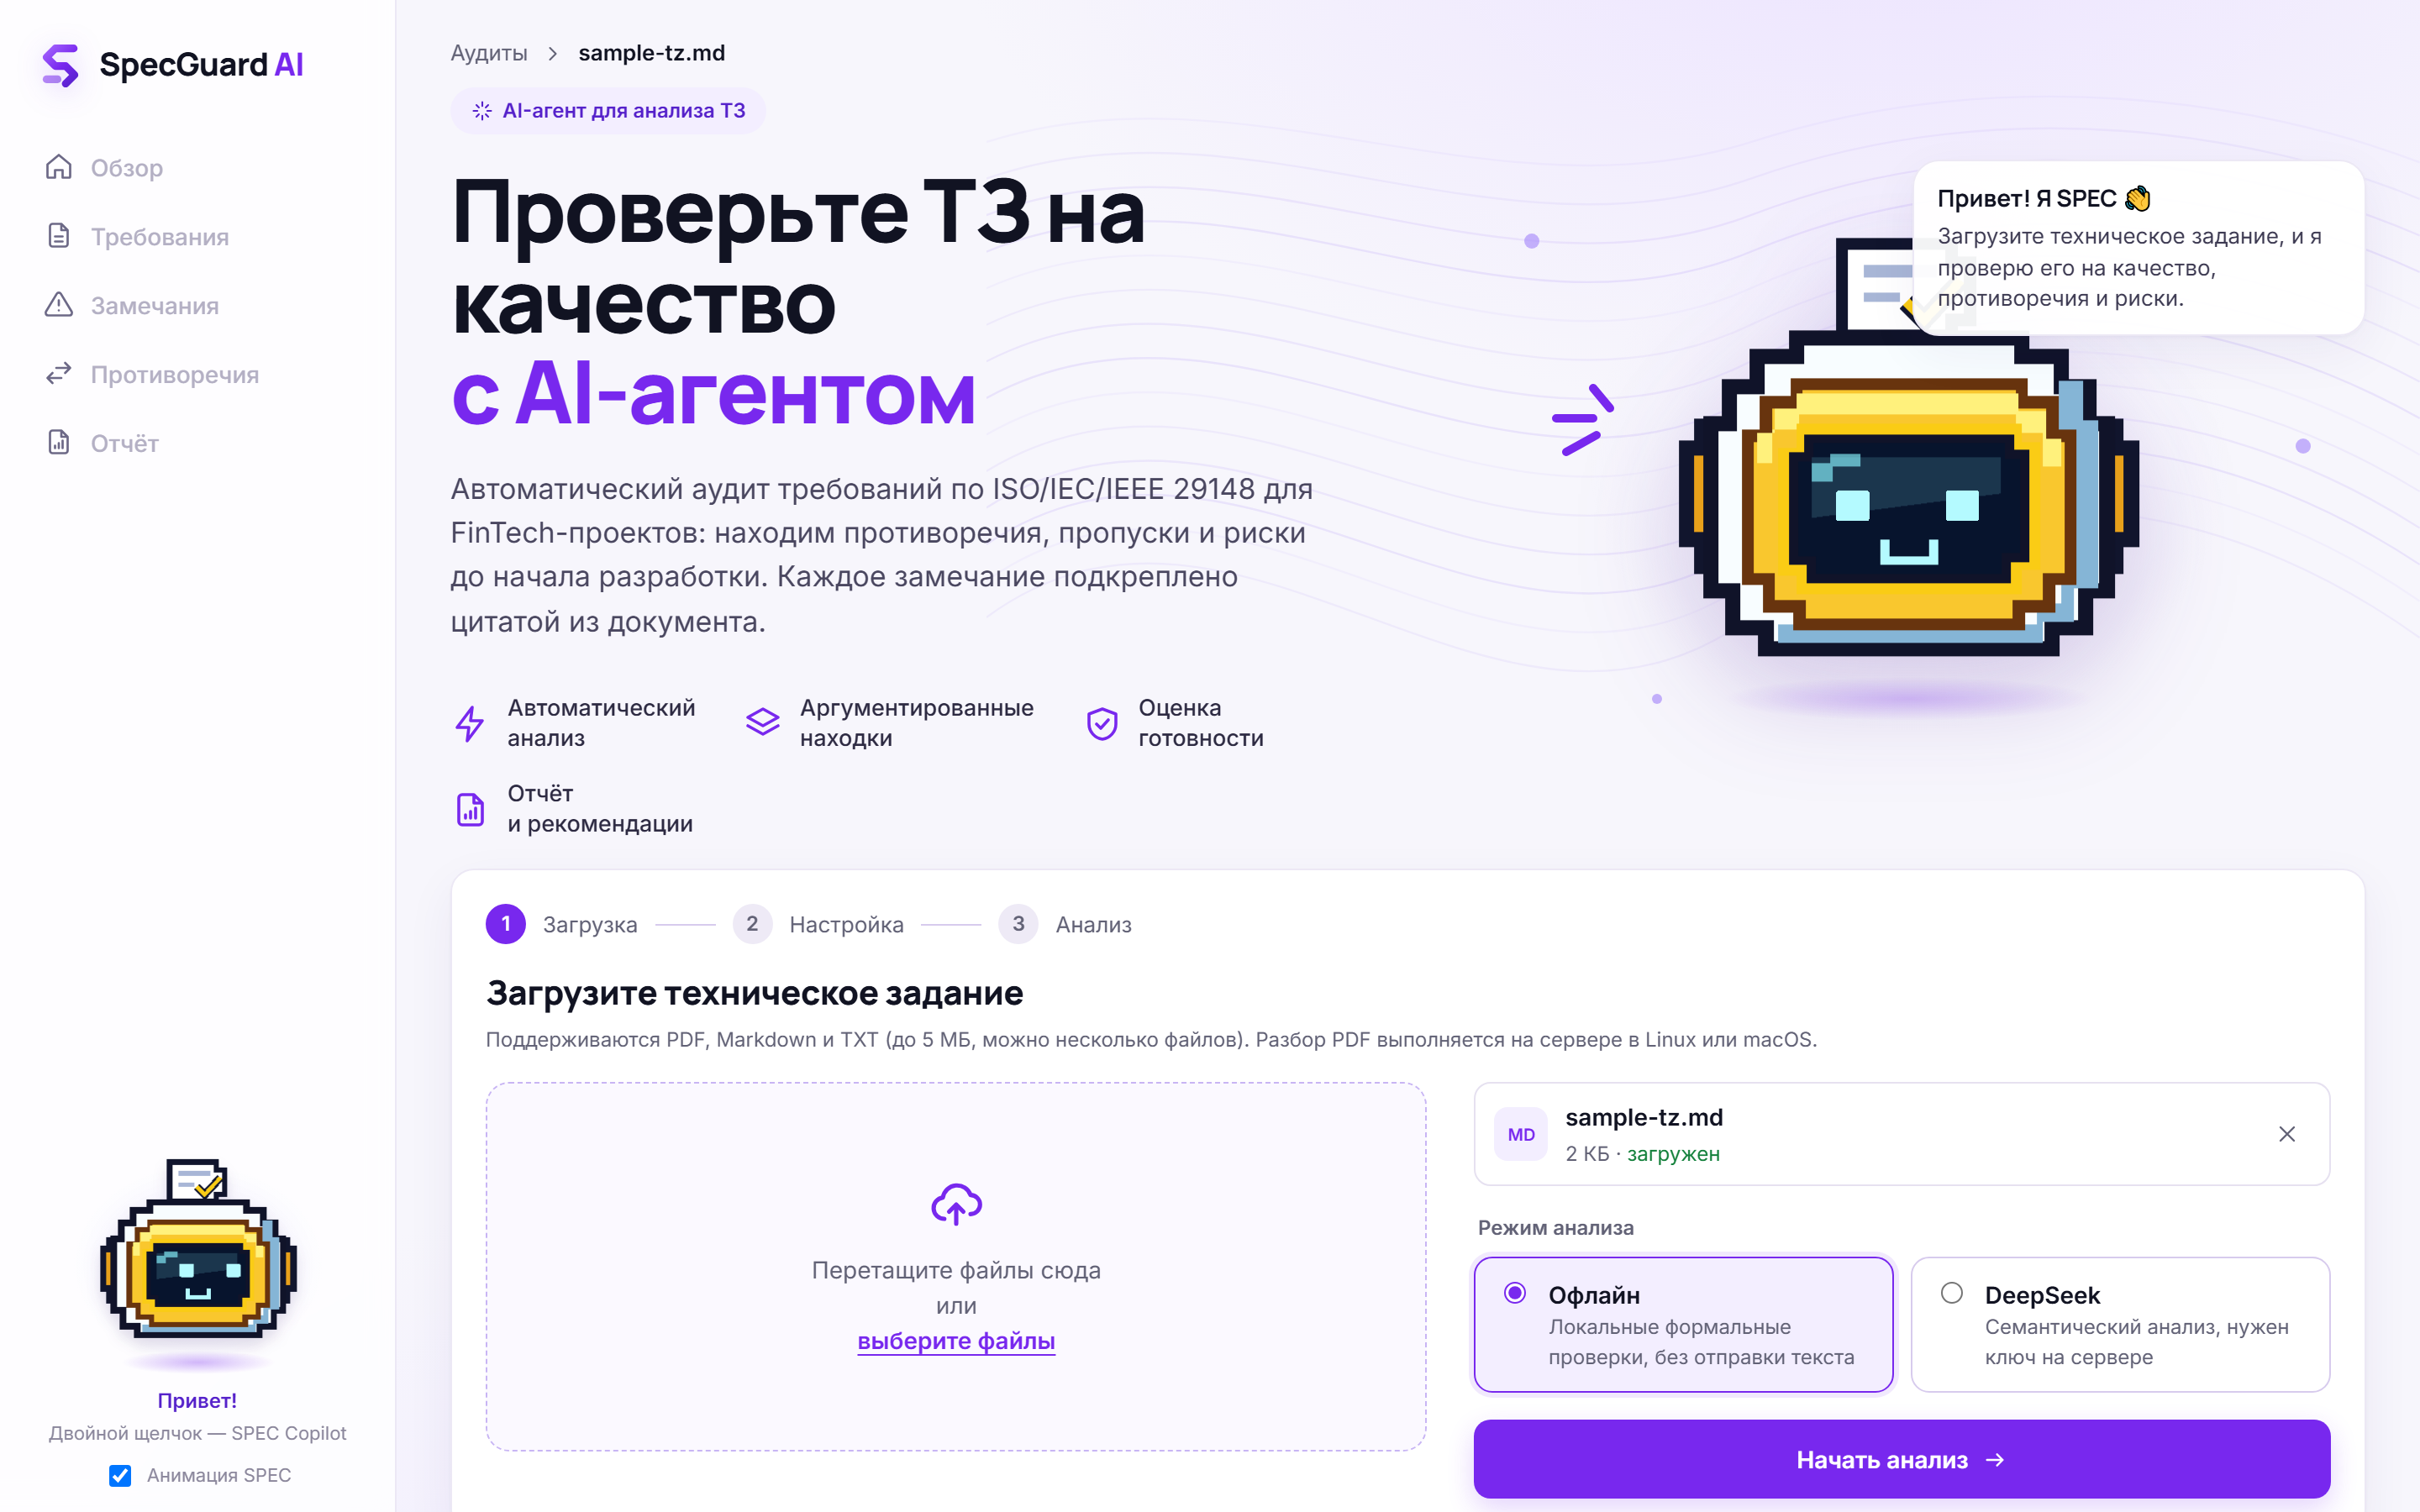 SpecGuard AI
Обзор
Требования
Замечания
Противоречия
Отчёт
Привет!
Двойной щелчок — SPEC Copilot
Анимация SPEC
Аудиты > sample-tz.md
AI-агент для анализа ТЗ
Проверьте ТЗ на
качество
с AI-агентом
Автоматический аудит требований по ISO/IEC/IEEE 29148 для
FinTech-проектов: находим противоречия, пропуски и риски
до начала разработки. Каждое замечание подкреплено
цитатой из документа.
Автоматический
анализ
Аргументированные
находки
Оценка
готовности
Отчёт
и рекомендации
Привет! Я SPEC 👋
Загрузите техническое задание, и я
проверю его на качество,
противоречия и риски.
1 Загрузка 2 Настройка 3 Анализ
Загрузите техническое задание
Поддерживаются PDF, Markdown и TXT (до 5 МБ, можно несколько файлов). Разбор PDF выполняется на сервере в Linux или macOS.
Перетащите файлы сюда
или
выберите файлы
MD
sample-tz.md
2 КБ · загружен
Режим анализа
Офлайн
Локальные формальные
проверки, без отправки текста
DeepSeek
Семантический анализ, нужен
ключ на сервере
Начать анализ →